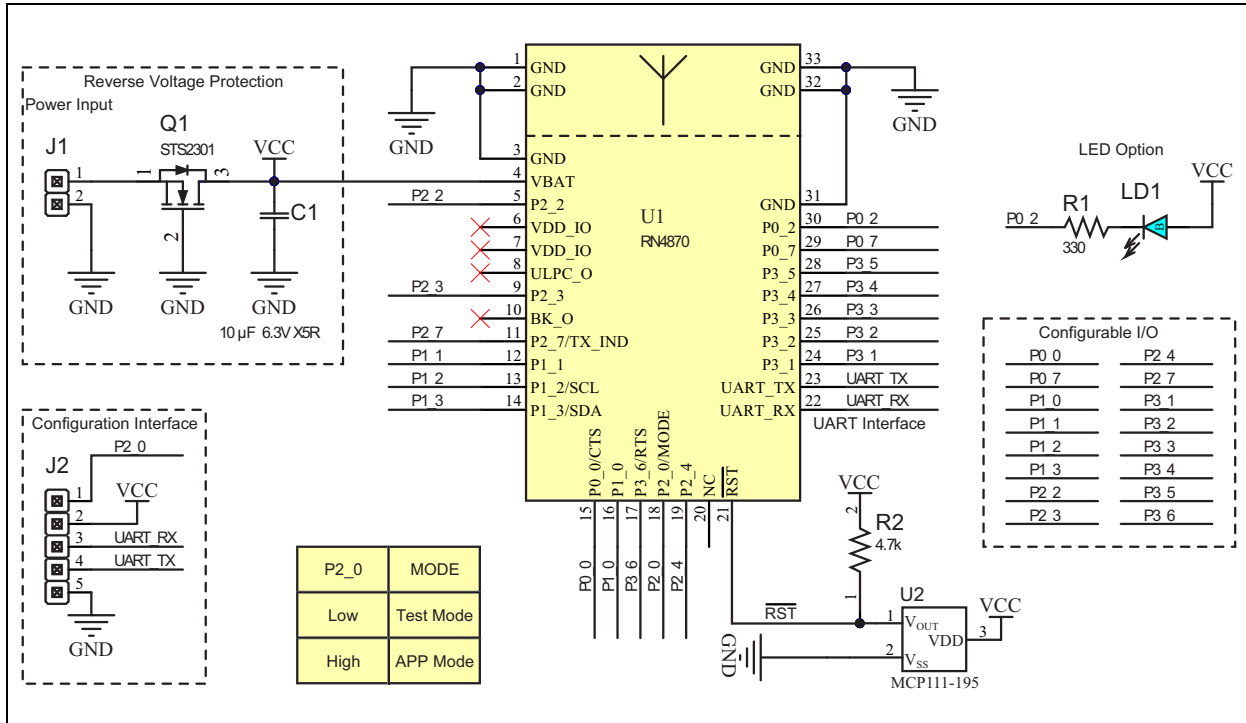 Reverse Voltage Protection
Power Input
J1
1
2
Q1
STS2301
1
3
2
VCC
C1
GND
GND
GND
10 µF 6.3V X5R
Configuration Interface
J2
P2_0
1
VCC
2
3
UART_RX
4
UART_TX
5
GND
P2_0 MODE
Low Test Mode
High APP Mode
GND
GND
U1
RN4870
1 GND
2 GND
3 GND
4 VBAT
P2_2 5 P2_2
6 VDD_IO
7 VDD_IO
8 ULPC_O
P2_3 9 P2_3
10 BK_O
P2_7 11 P2_7/TX_IND
P1_1 12 P1_1
P1_2 13 P1_2/SCL
P1_3 14 P1_3/SDA
GND 33
GND 32
GND 31
P0_2 30 P0_2
P0_7 29 P0_7
P3_5 28 P3_5
P3_4 27 P3_4
P3_3 26 P3_3
P3_2 25 P3_2
P3_1 24 P3_1
UART_TX 23 UART_TX
UART_RX 22 UART_RX
UART Interface
P0_0/CTS 15 P0_0
P1_0 16 P1_0
P3_6/RTS 17 P3_6
P2_0/MODE 18 P2_0
P2_4 19 P2_4
NC 20
RST 21
VCC
2
R2
4.7k
1
RST
GND
U2
1 VOUT
VDD 3
VCC
2 VSS
MCP111-195
LED Option
P0_2
R1
330
LD1
B
VCC
Configurable I/O
P0_0 P2_4
P0_7 P2_7
P1_0 P3_1
P1_1 P3_2
P1_2 P3_3
P1_3 P3_4
P2_2 P3_5
P2_3 P3_6